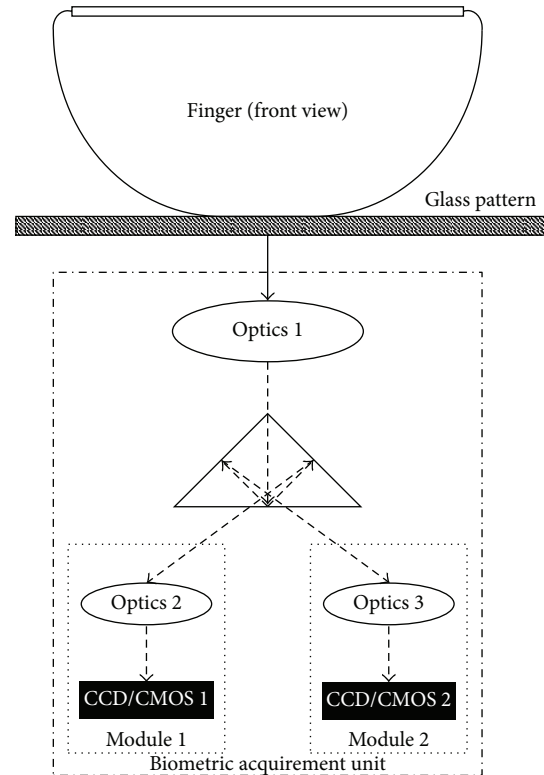 Finger (front view)
Glass pattern
Optics 1
Optics 2
Optics 3
CCD/CMOS 1
CCD/CMOS 2
Module 1
Module 2
Biometric acquirement unit